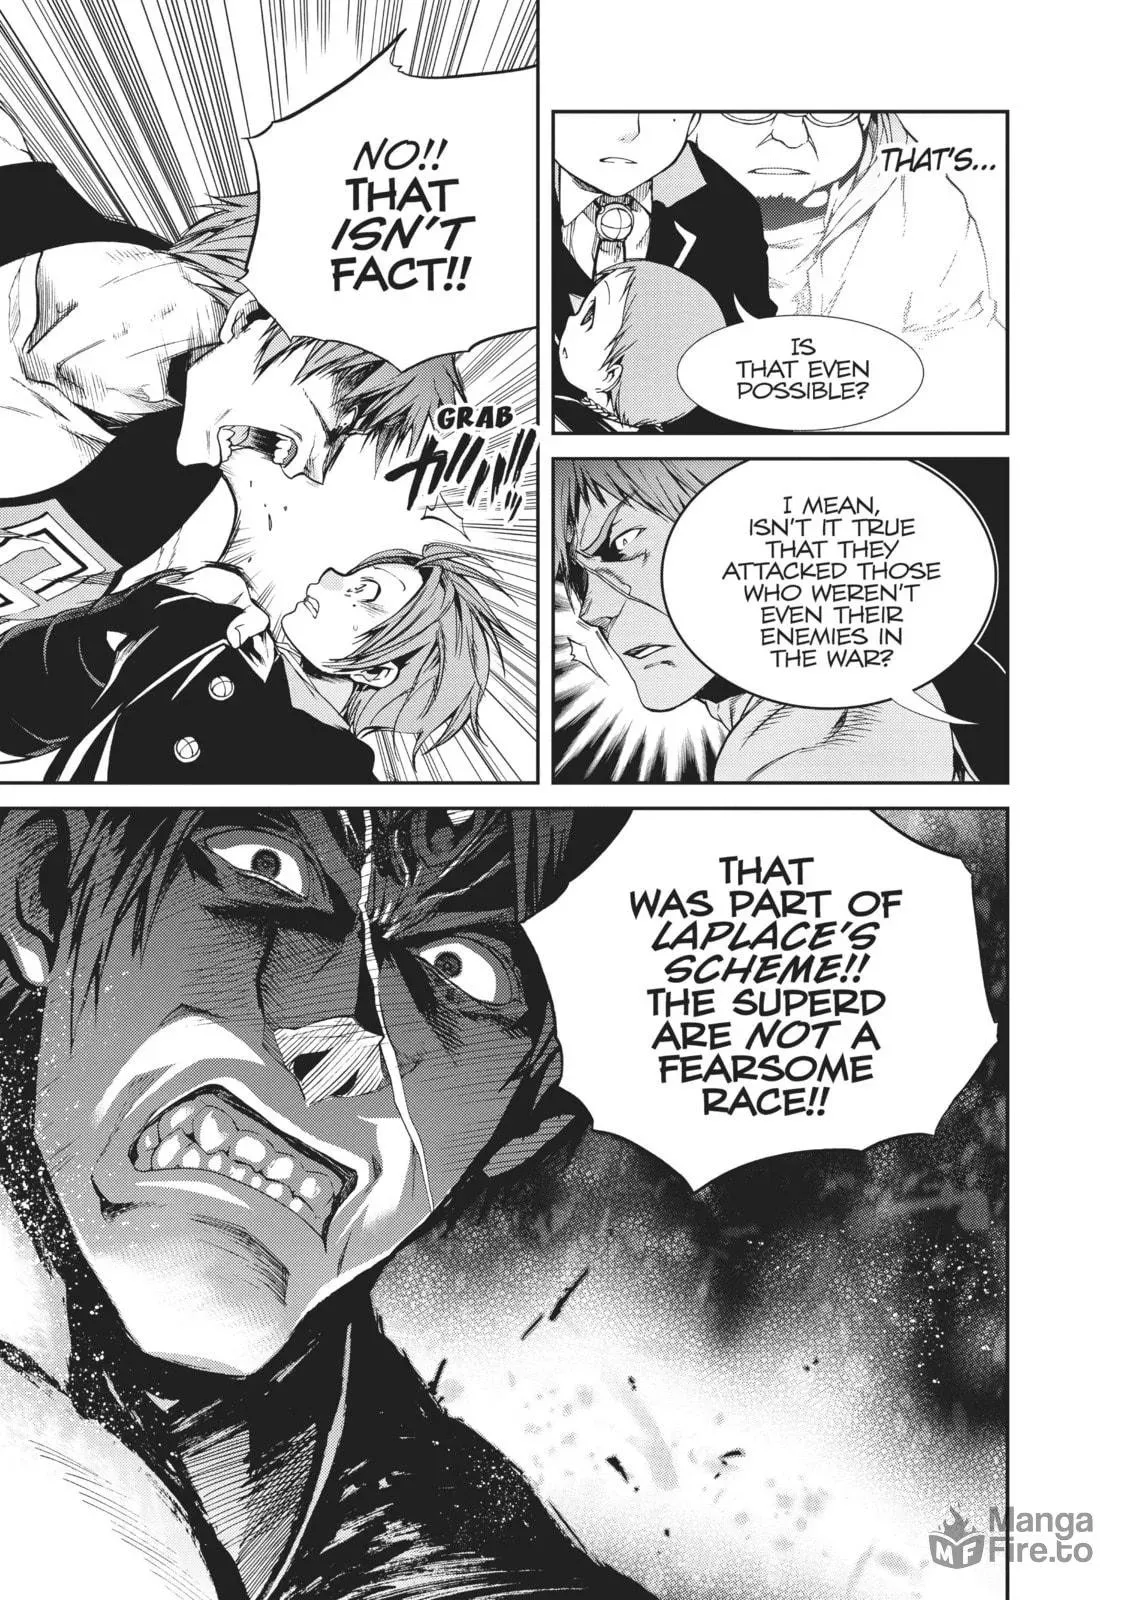 THAT'S...
IS
THAT EVEN
POSSIBLE?
I MEAN,
ISN'T IT TRUE
THAT THEY
ATTACKED THOSE
WHO WEREN'T
EVEN THEIR
ENEMIES IN
THE WAR?
NO!!
THAT
ISN'T
FACT!!
GRAB
ガバッ!!
THAT
WAS PART OF
LAPLACE'S
SCHEME!!
THE SUPERD
ARE NOT A
FEARSOME
RACE!!
MF
Manga
Fire.to